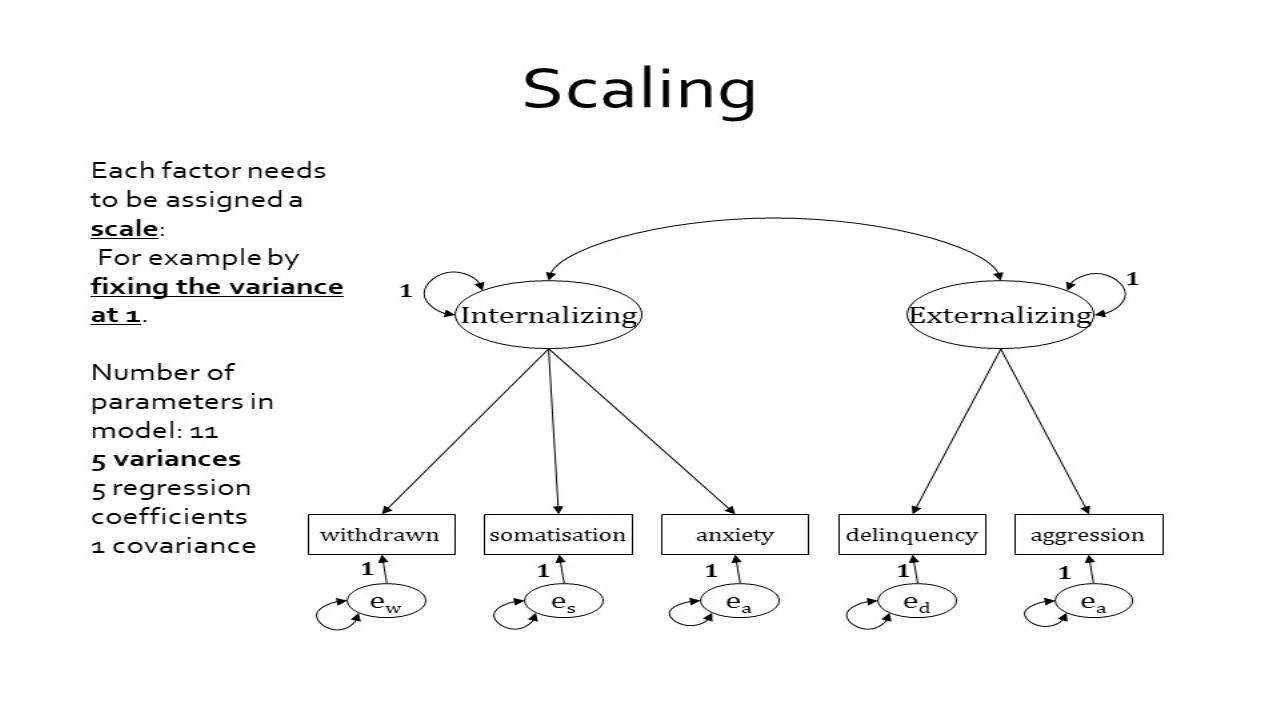 Scaling
Each factor needs
to be assigned a
scale:
For example by
fixing the variance
at 1.
Number of
parameters in
model: 11
5 variances
5 regression
coefficients
1 covariance
1
Internalizing
Externalizing
1
withdrawn
somatisation
anxiety
delinquency
aggression
1
1
1
1
1
ew
es
ea
ed
ea